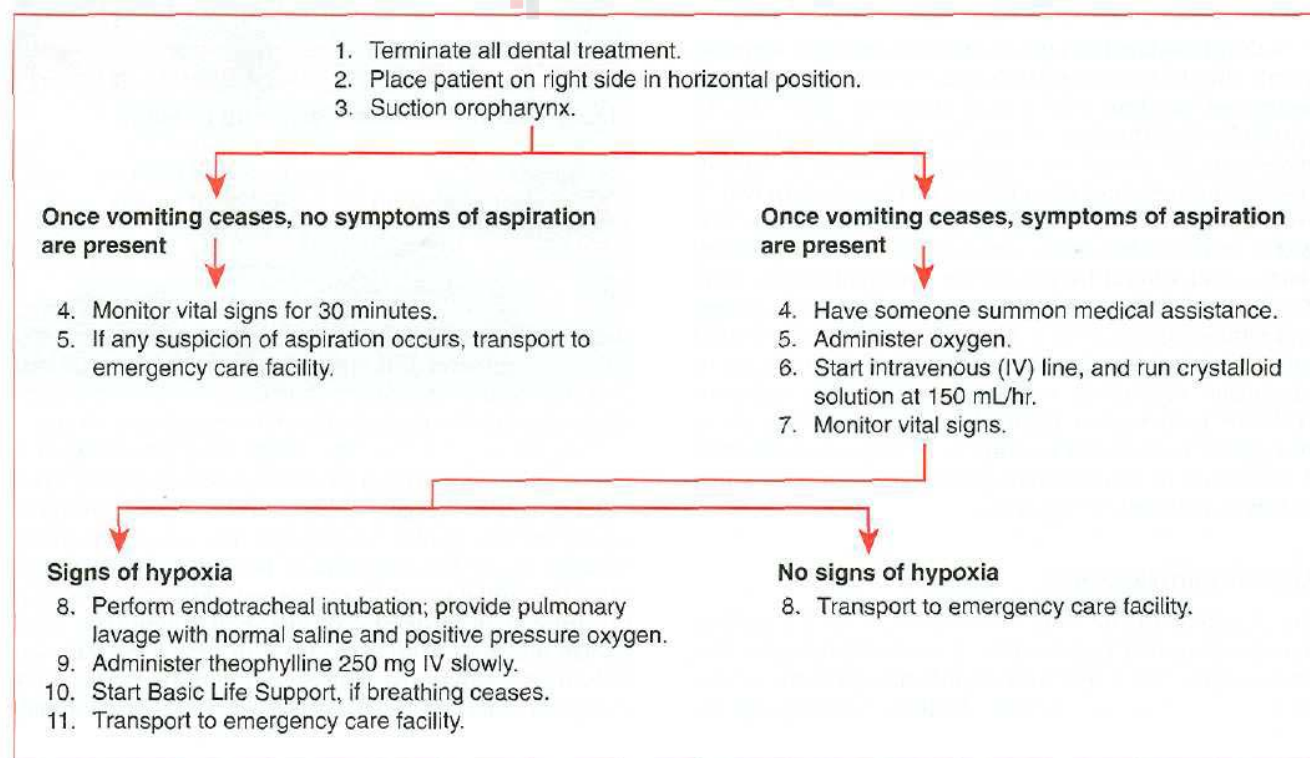 1. Terminate all dental treatment.
2. Place patient on right side in horizontal position.
3. Suction oropharynx.
Once vomiting ceases, no symptoms of aspiration
are present
4. Monitor vital signs for 30 minutes.
5. If any suspicion of aspiration occurs, transport to
emergency care facility.
Once vomiting ceases, symptoms of aspiration
are present
4. Have someone summon medical assistance.
5. Administer oxygen.
6. Start intravenous (IV) line, and run crystalloid
solution at 150 mL/hr.
7. Monitor vital signs.
Signs of hypoxia
8. Perform endotracheal intubation; provide pulmonary
lavage with normal saline and positive pressure oxygen.
9. Administer theophylline 250 mg IV slowly.
10. Start Basic Life Support, if breathing ceases.
11. Transport to emergency care facility.
No signs of hypoxia
8. Transport to emergency care facility.